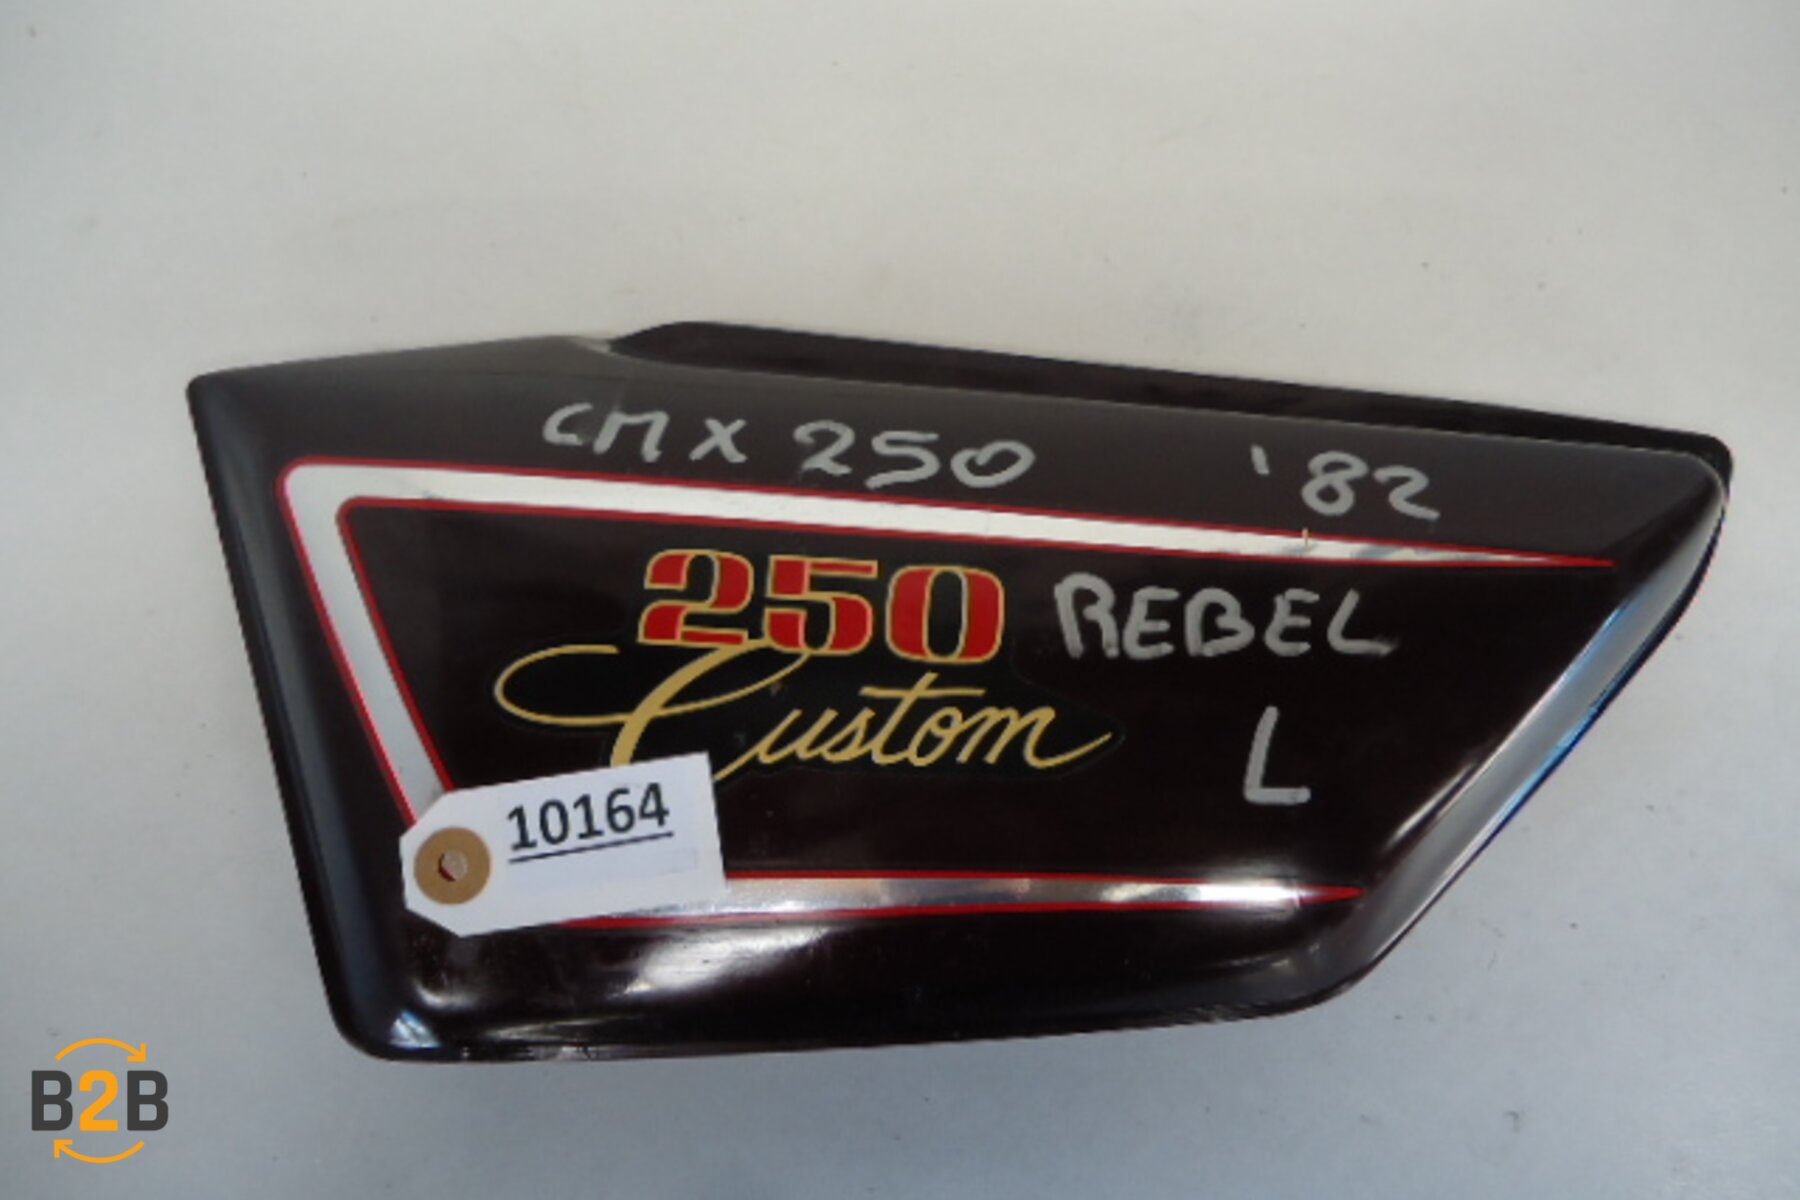 CMX 250 '82
250 REBEL
Custom
L
10164
B2B